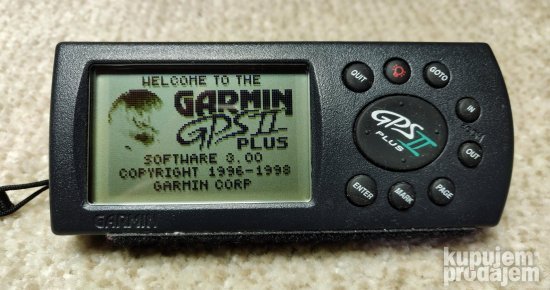 WELCOME TO THE
GARMIN
GPS II
PLUS
SOFTWARE 3.00
COPYRIGHT 1996-1998
GARMIN CORP
GARMIN
QUIT
GOTO
IN
GPS II
PLUS
OUT
ENTER
MARK
PAGE
kupujem
prodajem